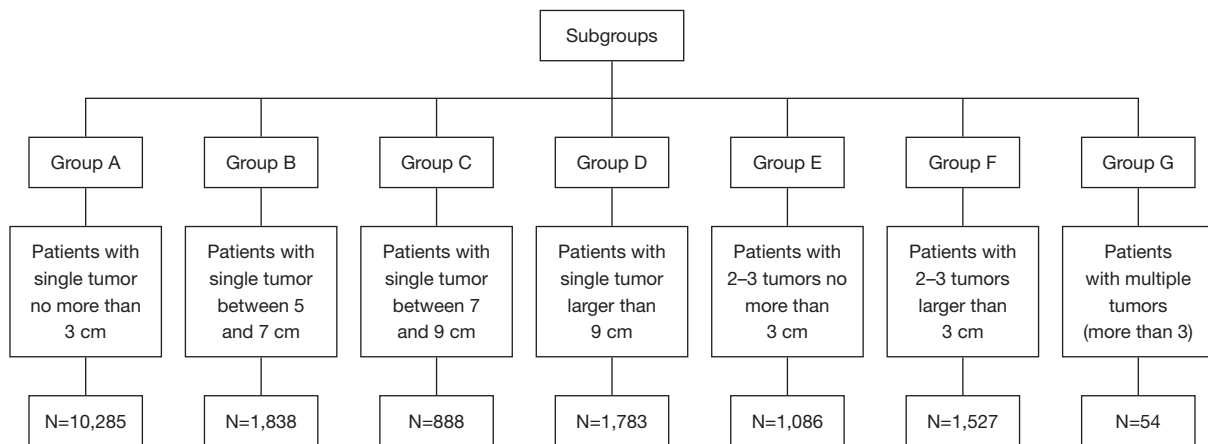 Subgroups
Group A
Group B
Group C
Group D
Group E
Group F
Group G
Patients with
single tumor
no more than
3 cm
Patients with
single tumor
between 5
and 7 cm
Patients with
single tumor
between 7
and 9 cm
Patients with
single tumor
larger than
9 cm
Patients with
2–3 tumors no
more than
3 cm
Patients with
2–3 tumors
larger than
3 cm
Patients
with multiple
tumors
(more than 3)
N=10,285
N=1,838
N=888
N=1,783
N=1,086
N=1,527
N=54